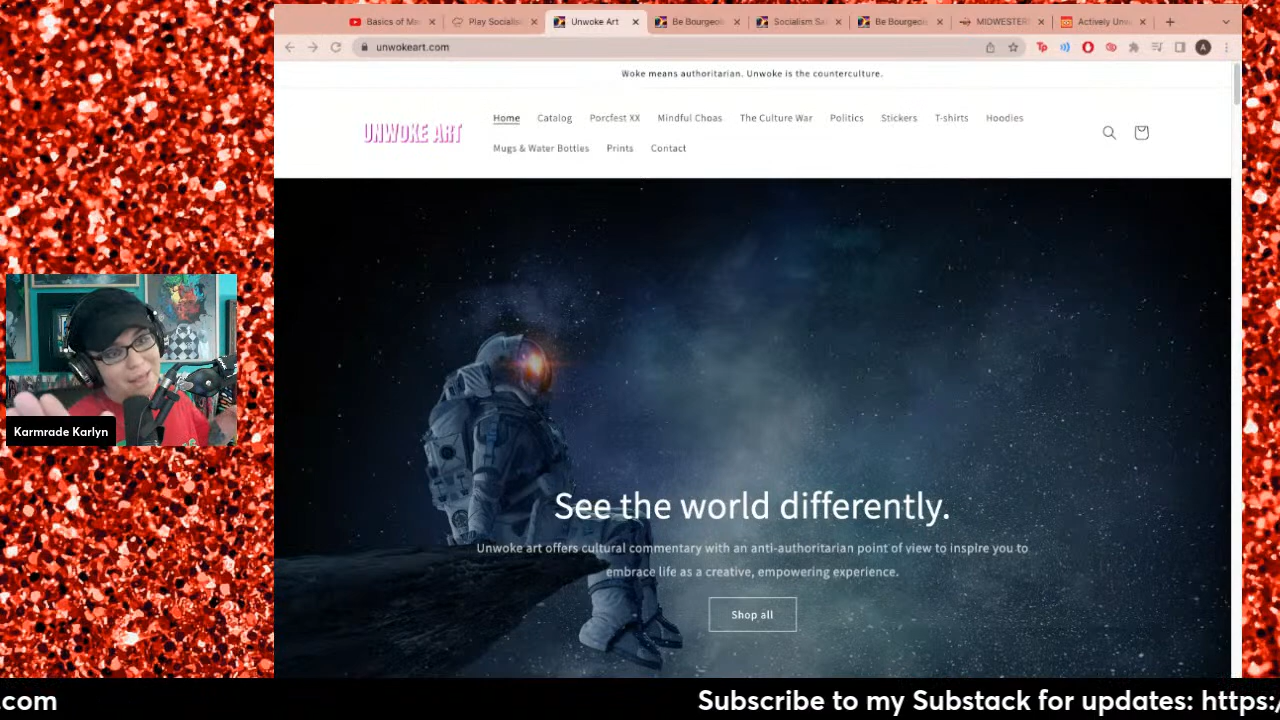 Basics of Ma
Play Socialis
Unwoke Art
Be Bourgeois
Socialism Sa
Be Bourgeois
MIDWESTER
Actively Unw
unwokeart.com
Woke means authoritarian. Unwoke is the counterculture.
UNWOKE ART
Home
Catalog
Porcfest XX
Mindful Choas
The Culture War
Politics
Stickers
T-shirts
Hoodies
Mugs & Water Bottles
Prints
Contact
See the world differently.
Unwoke art offers cultural commentary with an anti-authoritarian point of view to inspire you to
embrace life as a creative, empowering experience.
Shop all
Karmrade Karlyn
.com
Subscribe to my Substack for updates: https:/